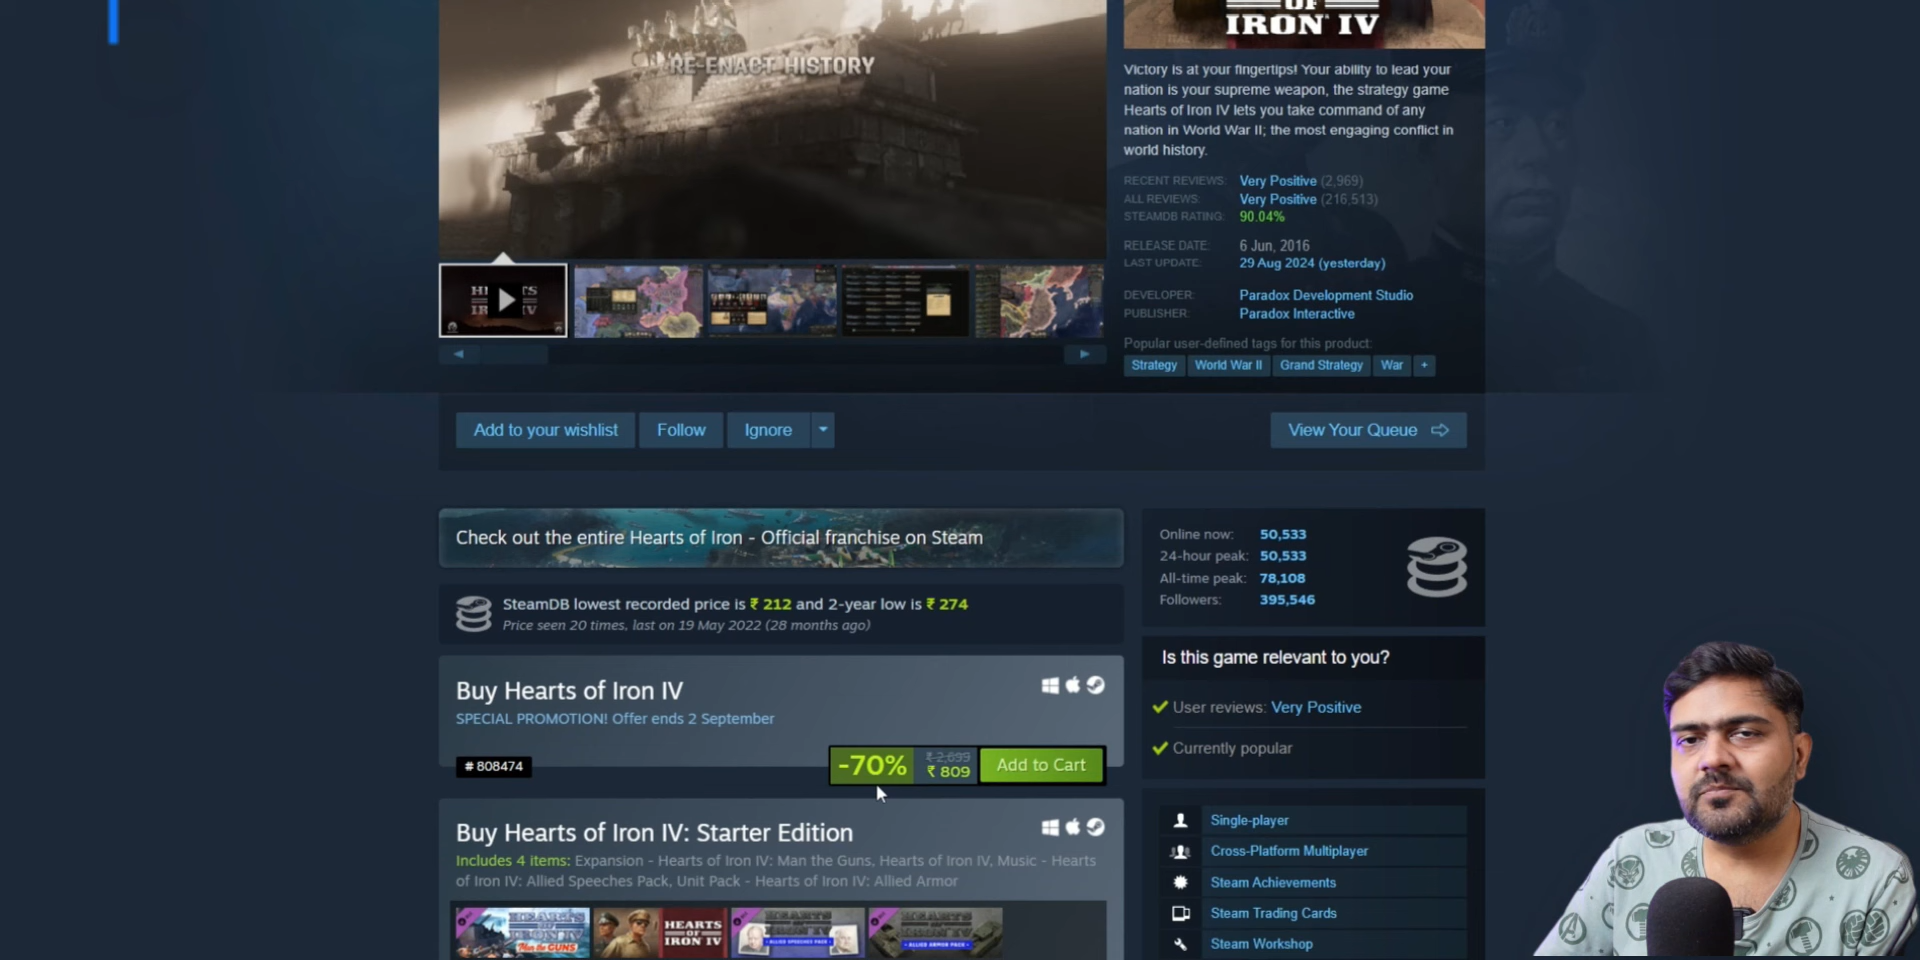 OF
IRON IV
RE-ENACT HISTORY
Victory is at your fingertips! Your ability to lead your
nation is your supreme weapon, the strategy game
Hearts of Iron IV lets you take command of any
nation in World War II; the most engaging conflict in
world history.
RECENT REVIEWS: Very Positive (2,969)
ALL REVIEWS: Very Positive (216,513)
STEAMDB RATING: 90.04%
RELEASE DATE: 6 Jun, 2016
LAST UPDATE: 29 Aug 2024 (yesterday)
DEVELOPER: Paradox Development Studio
PUBLISHER: Paradox Interactive
Popular user-defined tags for this product:
Strategy World War II Grand Strategy War +
Add to your wishlist Follow Ignore View Your Queue
Check out the entire Hearts of Iron - Official franchise on Steam
SteamDB lowest recorded price is ₹ 212 and 2-year low is ₹ 274
Price seen 20 times, last on 19 May 2022 (28 months ago)
Online now: 50,533
24-hour peak: 50,533
All-time peak: 78,108
Followers: 395,546
Buy Hearts of Iron IV
SPECIAL PROMOTION! Offer ends 2 September
# 808474
-70% ₹ 2,699 ₹ 809 Add to Cart
Is this game relevant to you?
User reviews: Very Positive
Currently popular
Buy Hearts of Iron IV: Starter Edition
Includes 4 items: Expansion - Hearts of Iron IV: Man the Guns, Hearts of Iron IV, Music - Hearts
of Iron IV: Allied Speeches Pack, Unit Pack - Hearts of Iron IV: Allied Armor
HEARTS
OF
IRON IV
Man the GUNS
HEARTS
OF
IRON IV
ALLIED SPEECHES PACK
ALLIED ARMOR PACK
Single-player
Cross-Platform Multiplayer
Steam Achievements
Steam Trading Cards
Steam Workshop